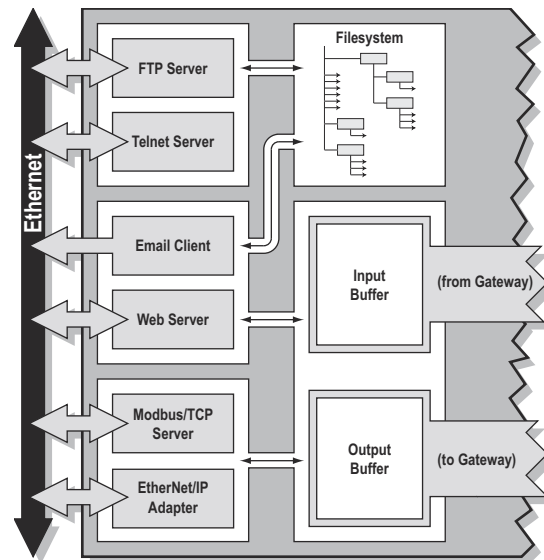 Ethernet
FTP Server
Telnet Server
Email Client
Web Server
Modbus/TCP
Server
EtherNet/IP
Adapter
Filesystem
Input
Buffer
(from Gateway)
Output
Buffer
(to Gateway)